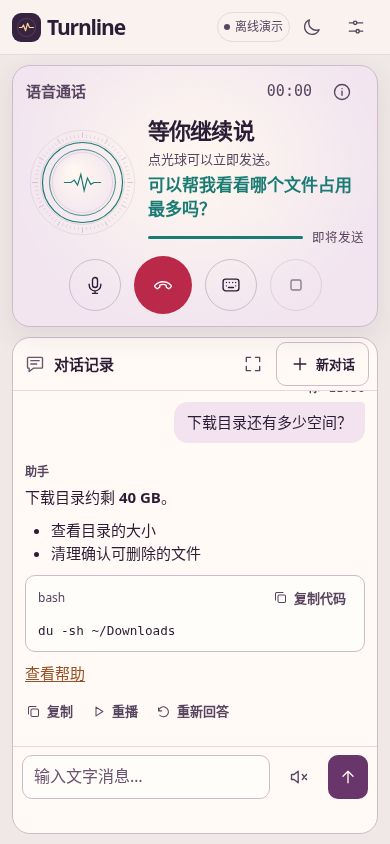 Turnline
离线演示
语音通话
00:00
等你继续说
点光球可以立即发送。
可以帮我看看哪个文件占用
最多吗?
即将发送
对话记录
新对话
下载目录还有多少空间?
助手
下载目录约剩 40 GB。
查看目录的大小
清理确认可删除的文件
bash
复制代码
du -sh ~/Downloads
查看帮助
复制
重播
重新回答
输入文字消息...